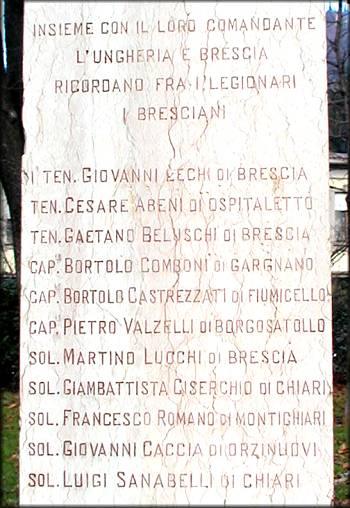 INSIEME CON IL LORO COMANDANTE
L'UNGHERIA E BRESCIA
RICORDANO FRA I LEGIONARI
I BRESCIANI
I° TEN. GIOVANNI LECHI DI BRESCIA
TEN. CESARE ABENI DI OSPITALETTO
TEN. GAETANO BELUSCHI DI BRESCIA
CAP. BORTOLO COMBONI DI GARGNANO
CAP. BORTOLO CASTREZZATI DI FIUMICELLO
CAP. PIETRO VALZELLI DI BORGOSATOLLO
SOL. MARTINO LUCCHI DI BRESCIA
SOL. GIAMBATTISTA CISERCHIO DI CHIARI
SOL. FRANCESCO ROMANO DI MONTIGHIARI
SOL. GIOVANNI CACCIA DI ORZINUOVI
SOL. LUIGI SANABELLI DI CHIARI